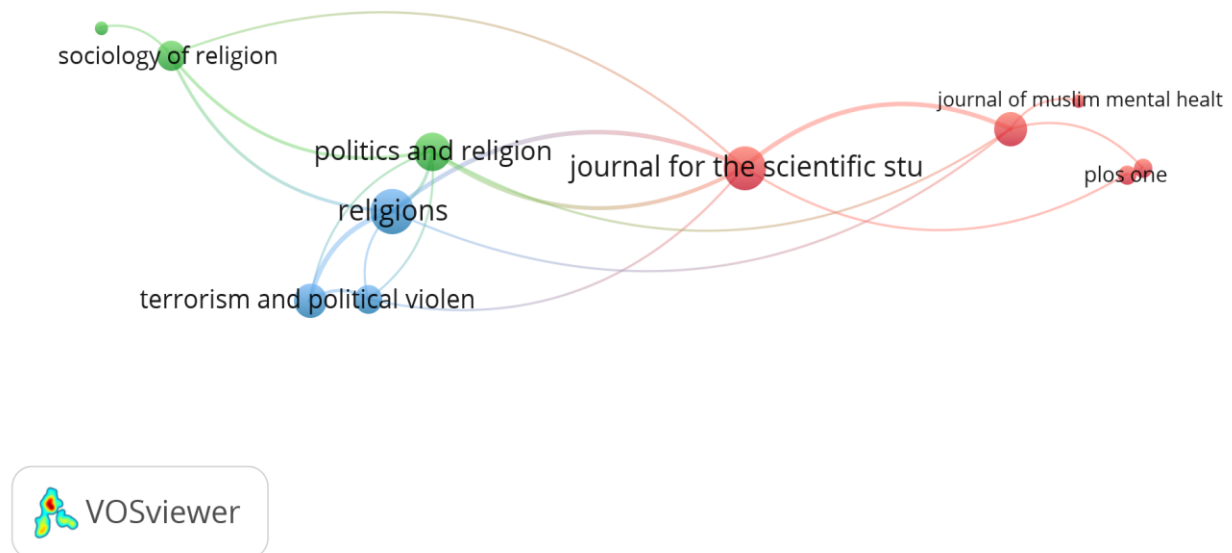 sociology of religion
journal of muslim mental healt
politics and religion
journal for the scientific stu
plos one
religions
terrorism and political violen
VOSviewer